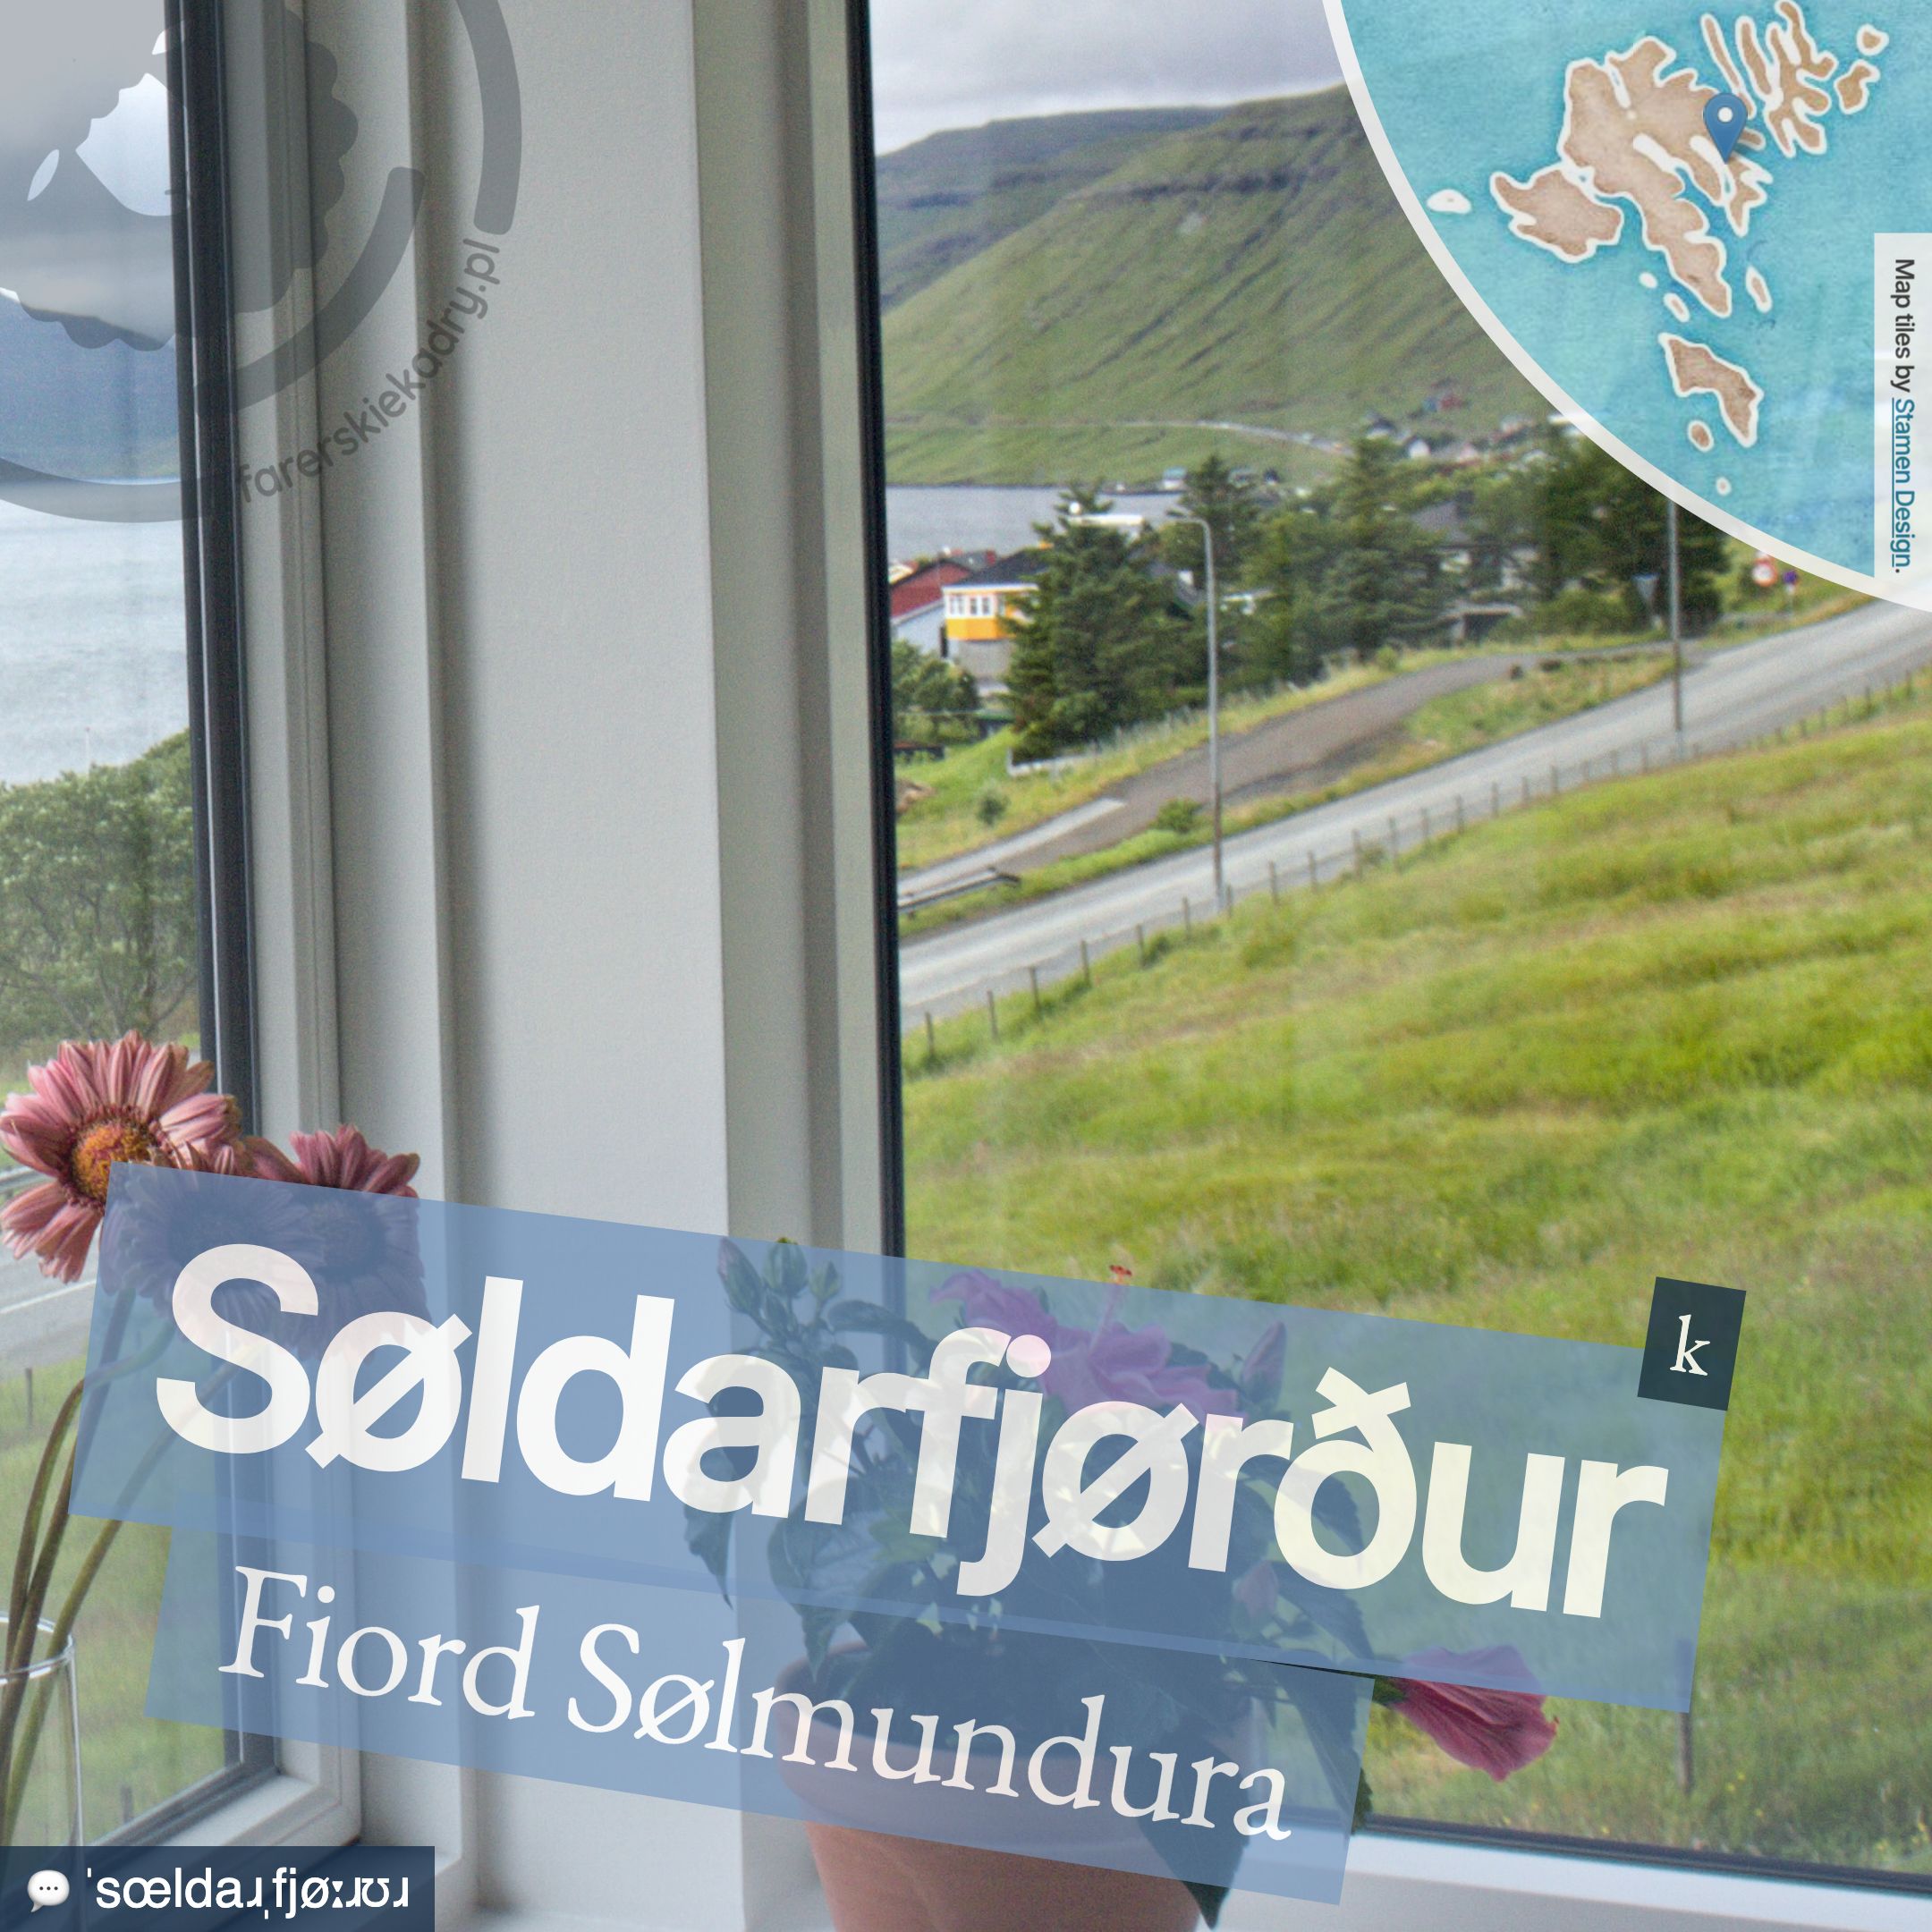 farerskiekadry.pl
Map tiles by Stamen Design.
k
Søldarfjørður
Fiord Sølmundura
ˈsœldaɹˌfjøːɹʊɹ